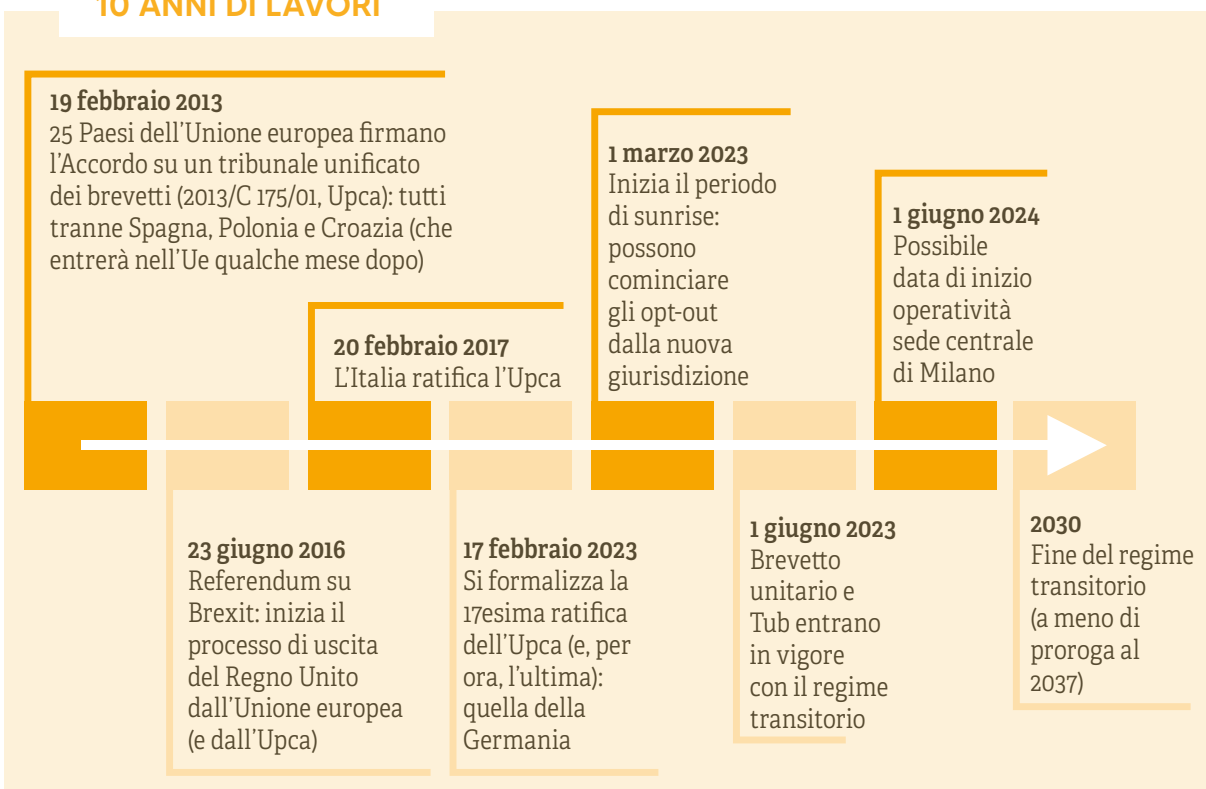 10 ANNI DI LAVORI
19 febbraio 2013
25 Paesi dell'Unione europea firmano
l'Accordo su un tribunale unificato
dei brevetti (2013/C 175/01, Upca): tutti
tranne Spagna, Polonia e Croazia (che
entrerà nell'Ue qualche mese dopo)
23 giugno 2016
Referendum su
Brexit: inizia il
processo di uscita
del Regno Unito
dall'Unione europea
(e dall'Upca)
20 febbraio 2017
L'Italia ratifica l'Upca
17 febbraio 2023
Si formalizza la
17esima ratifica
dell'Upca (e, per
ora, l'ultima):
quella della
Germania
1 marzo 2023
Inizia il periodo
di sunrise:
possono
cominciare
gli opt-out
dalla nuova
giurisdizione
1 giugno 2023
Brevetto
unitario e
Tub entrano
in vigore
con il regime
transitorio
1 giugno 2024
Possibile
data di inizio
operatività
sede centrale
di Milano
2030
Fine del regime
transitorio
(a meno di
proroga al
2037)